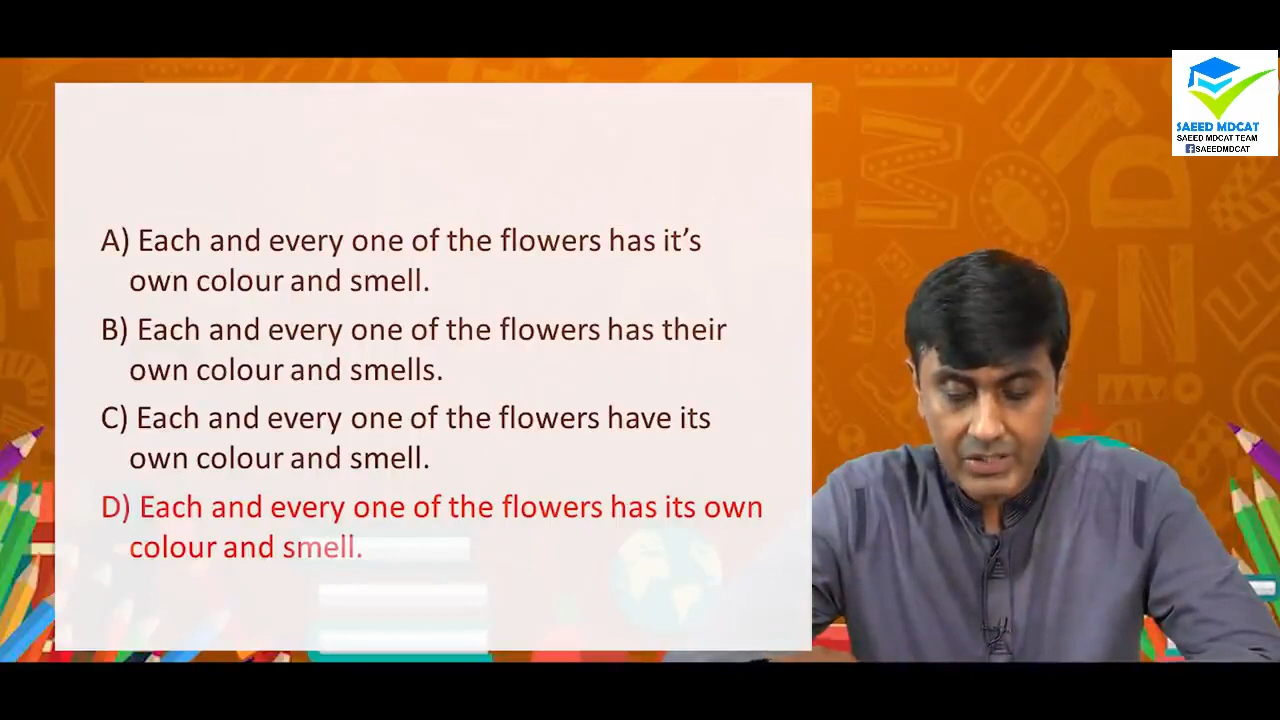 A) Each and every one of the flowers has it’s
own colour and smell.
B) Each and every one of the flowers has their
own colour and smells.
C) Each and every one of the flowers have its
own colour and smell.
D) Each and every one of the flowers has its own
colour and smell.
SAEED MDCAT
SAEED MDCAT TEAM
SAEEDMDCAT